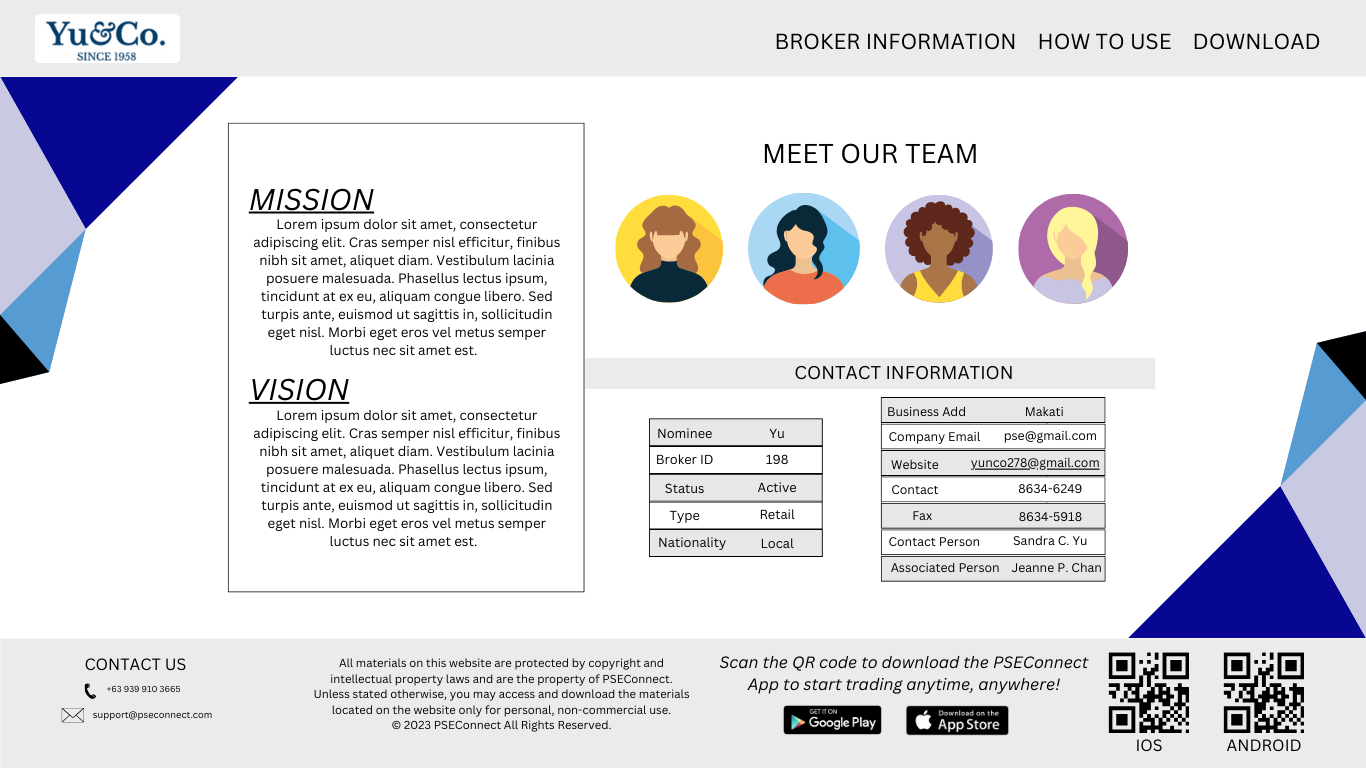 Yu&Co.
SINCE 1958
BROKER INFORMATION HOW TO USE DOWNLOAD
MISSION
Lorem ipsum dolor sit amet, consectetur
adipiscing elit. Cras semper nisl efficitur, finibus
nibh sit amet, aliquet diam. Vestibulum lacinia
posuere malesuada. Phasellus lectus ipsum,
tincidunt at ex eu, aliquam congue libero. Sed
turpis ante, euismod ut sagittis in, sollicitudin
eget nisl. Morbi eget eros vel metus semper
luctus nec sit amet est.
VISION
Lorem ipsum dolor sit amet, consectetur
adipiscing elit. Cras semper nisl efficitur, finibus
nibh sit amet, aliquet diam. Vestibulum lacinia
posuere malesuada. Phasellus lectus ipsum,
tincidunt at ex eu, aliquam congue libero. Sed
turpis ante, euismod ut sagittis in, sollicitudin
eget nisl. Morbi eget eros vel metus semper
luctus nec sit amet est.
MEET OUR TEAM
CONTACT INFORMATION
Nominee Yu
Broker ID 198
Status Active
Type Retail
Nationality Local
Business Add Makati
Company Email pse@gmail.com
Website yunco278@gmail.com
Contact 8634-6249
Fax 8634-5918
Contact Person Sandra C. Yu
Associated Person Jeanne P. Chan
CONTACT US
+63 939 910 3665
support@pseconnect.com
All materials on this website are protected by copyright and
intellectual property laws and are the property of PSEConnect.
Unless stated otherwise, you may access and download the materials
located on the website only for personal, non-commercial use.
© 2023 PSEConnect All Rights Reserved.
Scan the QR code to download the PSEConnect
App to start trading anytime, anywhere!
GET IT ON
Google Play
Download on the
App Store
IOS
ANDROID